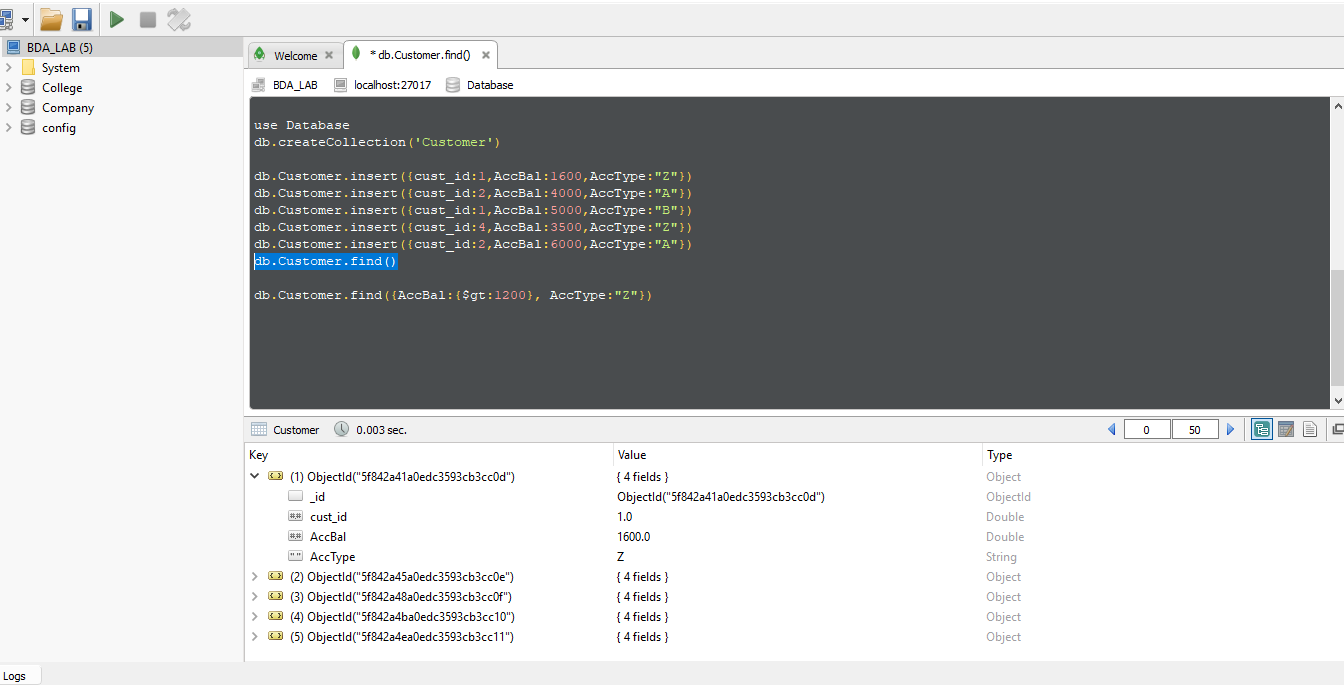 BDA_LAB (5)
System
College
Company
config
Welcome
* db.Customer.find()
BDA_LAB localhost:27017 Database
use Database
db.createCollection('Customer')
db.Customer.insert({cust_id:1,AccBal:1600,AccType:"Z"})
db.Customer.insert({cust_id:2,AccBal:4000,AccType:"A"})
db.Customer.insert({cust_id:1,AccBal:5000,AccType:"B"})
db.Customer.insert({cust_id:4,AccBal:3500,AccType:"Z"})
db.Customer.insert({cust_id:2,AccBal:6000,AccType:"A"})
db.Customer.find()
db.Customer.find({AccBal:{$gt:1200}, AccType:"Z"})
Customer 0.003 sec. 0 50
Key Value Type
(1) ObjectId("5f842a41a0edc3593cb3cc0d") { 4 fields } Object
_id ObjectId("5f842a41a0edc3593cb3cc0d") ObjectId
cust_id 1.0 Double
AccBal 1600.0 Double
AccType Z String
(2) ObjectId("5f842a45a0edc3593cb3cc0e") { 4 fields } Object
(3) ObjectId("5f842a48a0edc3593cb3cc0f") { 4 fields } Object
(4) ObjectId("5f842a4ba0edc3593cb3cc10") { 4 fields } Object
(5) ObjectId("5f842a4ea0edc3593cb3cc11") { 4 fields } Object
Logs